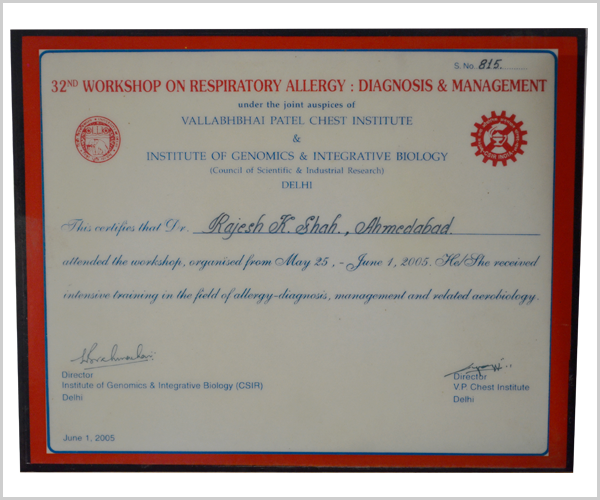 S. No. 815.
32ND WORKSHOP ON RESPIRATORY ALLERGY : DIAGNOSIS & MANAGEMENT
under the joint auspices of
VALLABHBHAI PATEL CHEST INSTITUTE
&
INSTITUTE OF GENOMICS & INTEGRATIVE BIOLOGY
(Council of Scientific & Industrial Research)
DELHI
This certifies that Dr. Rajesh K. Shah., Ahmedabad
attended the workshop, organised from May 25, - June 1, 2005. He/She received
intensive training in the field of allergy-diagnosis, management and related aerobiology.
Director
Institute of Genomics & Integrative Biology (CSIR)
Delhi
Director
V.P. Chest Institute
Delhi
June 1, 2005